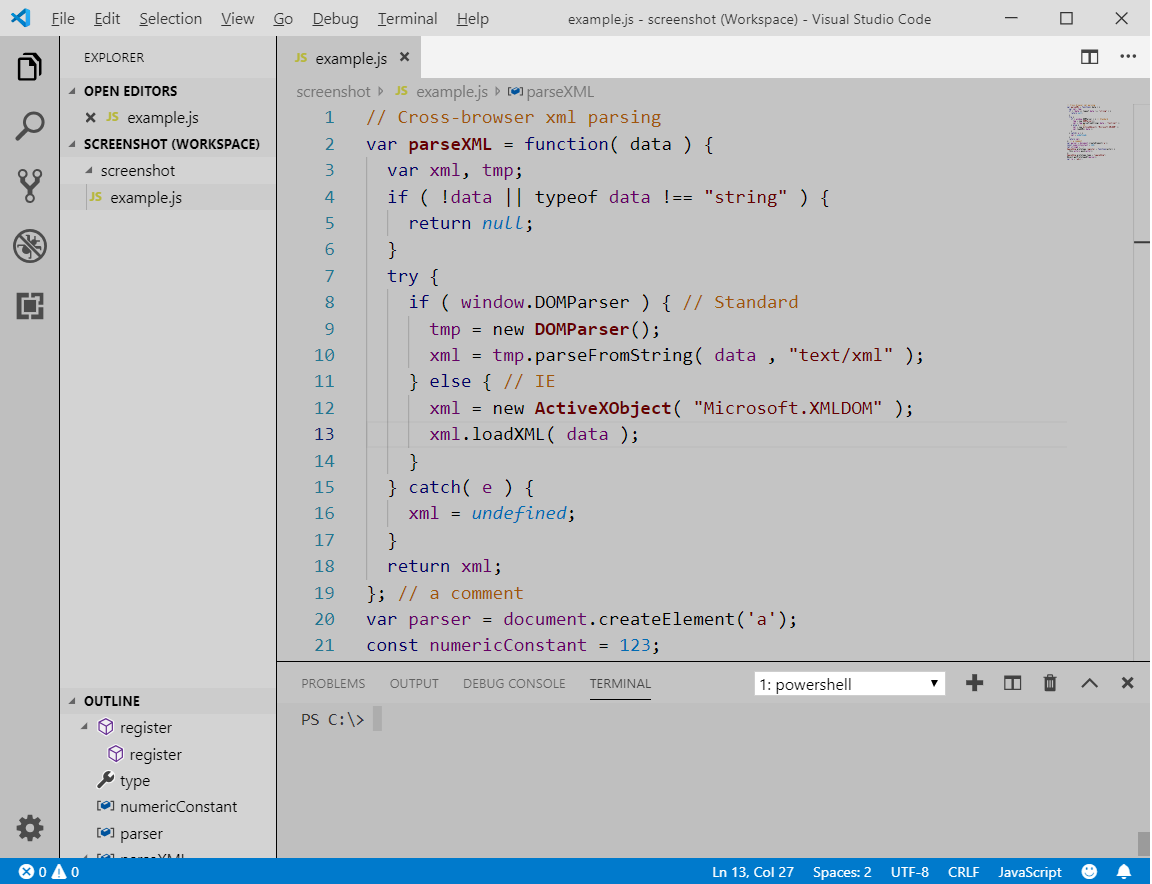 File Edit Selection View Go Debug Terminal Help example.js - screenshot (Workspace) - Visual Studio Code
EXPLORER
OPEN EDITORS
JS example.js
SCREENSHOT (WORKSPACE)
screenshot
JS example.js
OUTLINE
register
register
type
numericConstant
parser
parseXML
JS example.js
screenshot JS example.js parseXML
1 // Cross-browser xml parsing
2 var parseXML = function( data ) {
3 var xml, tmp;
4 if ( !data || typeof data !== "string" ) {
5 return null;
6 }
7 try {
8 if ( window.DOMParser ) { // Standard
9 tmp = new DOMParser();
10 xml = tmp.parseFromString( data , "text/xml" );
11 } else { // IE
12 xml = new ActiveXObject( "Microsoft.XMLDOM" );
13 xml.loadXML( data );
14 }
15 } catch( e ) {
16 xml = undefined;
17 }
18 return xml;
19 }; // a comment
20 var parser = document.createElement('a');
21 const numericConstant = 123;
PROBLEMS OUTPUT DEBUG CONSOLE TERMINAL 1: powershell
PS C:\>
0 0 Ln 13, Col 27 Spaces: 2 UTF-8 CRLF JavaScript